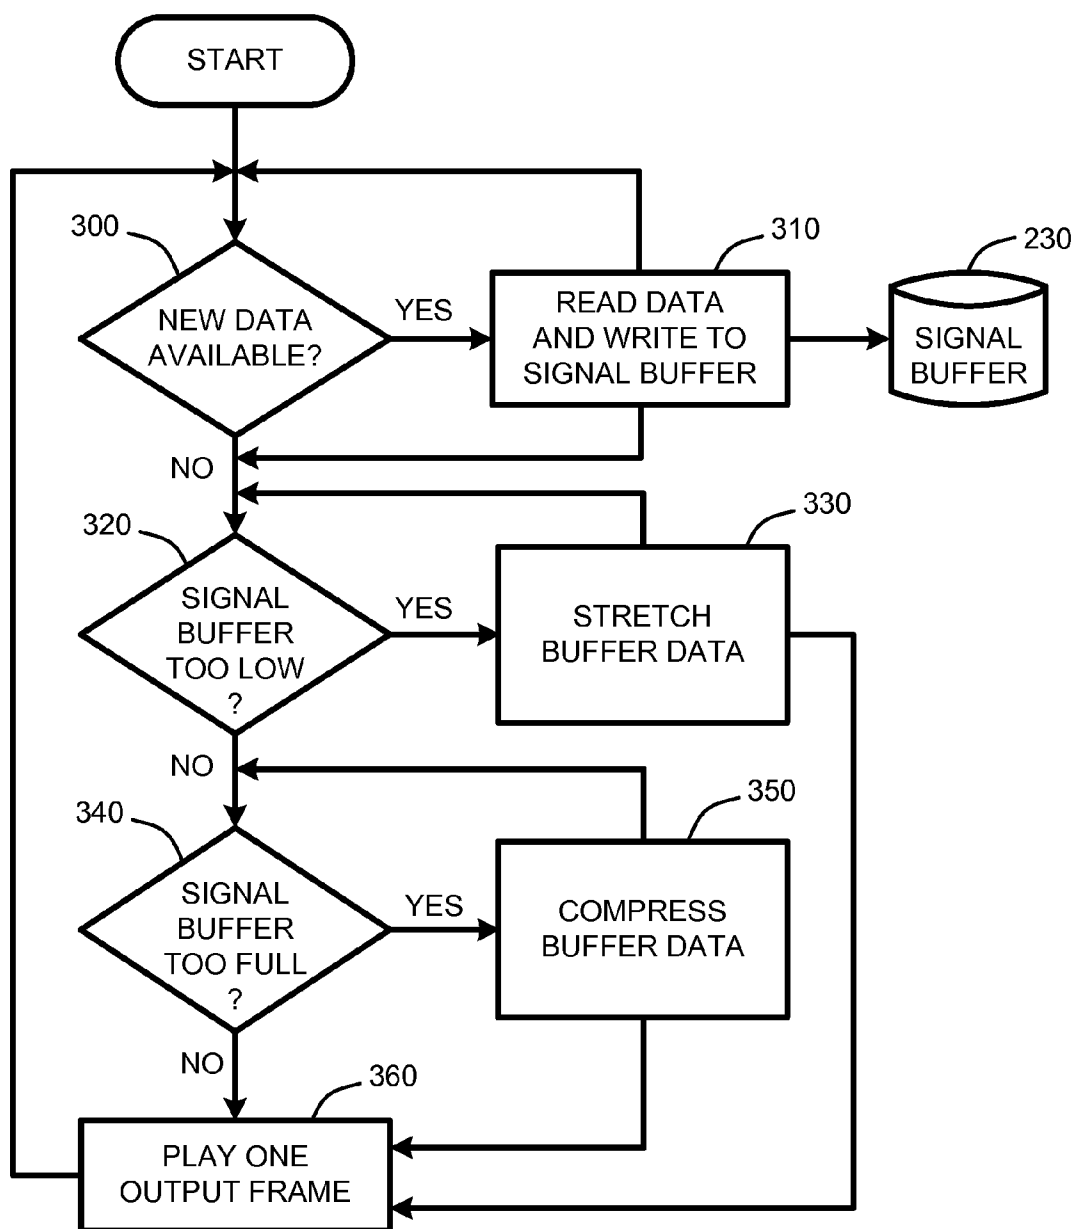 START
300
310
230
NEW DATA
AVAILABLE?
YES
READ DATA
AND WRITE TO
SIGNAL BUFFER
SIGNAL
BUFFER
NO
320
330
SIGNAL
BUFFER
TOO LOW
?
YES
STRETCH
BUFFER DATA
NO
340
350
SIGNAL
BUFFER
TOO FULL
?
YES
COMPRESS
BUFFER DATA
NO
360
PLAY ONE
OUTPUT FRAME